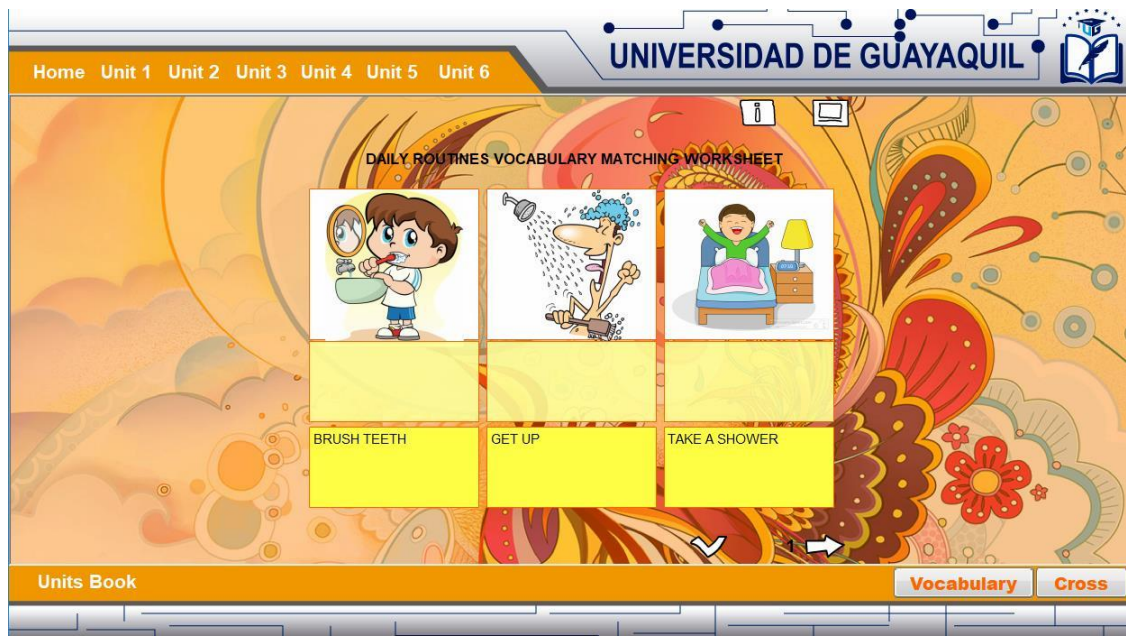 UNIVERSIDAD DE GUAYAQUIL
Home Unit 1 Unit 2 Unit 3 Unit 4 Unit 5 Unit 6
DAILY ROUTINES VOCABULARY MATCHING WORKSHEET
BRUSH TEETH GET UP TAKE A SHOWER
1
Units Book Vocabulary Cross